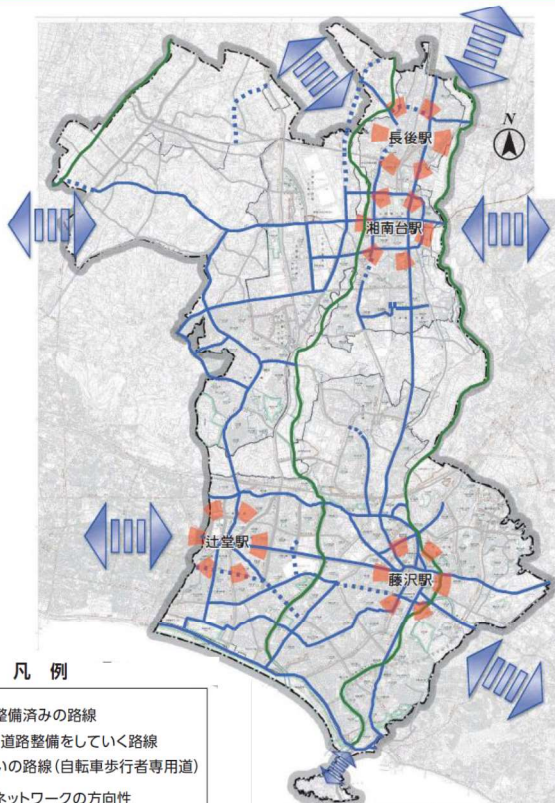 N
長後駅
湘南台駅
辻堂駅
藤沢駅
凡 例
整備済みの路線
道路整備をしていく路線
いの路線(自転車歩行者専用道)
ネットワークの方向性